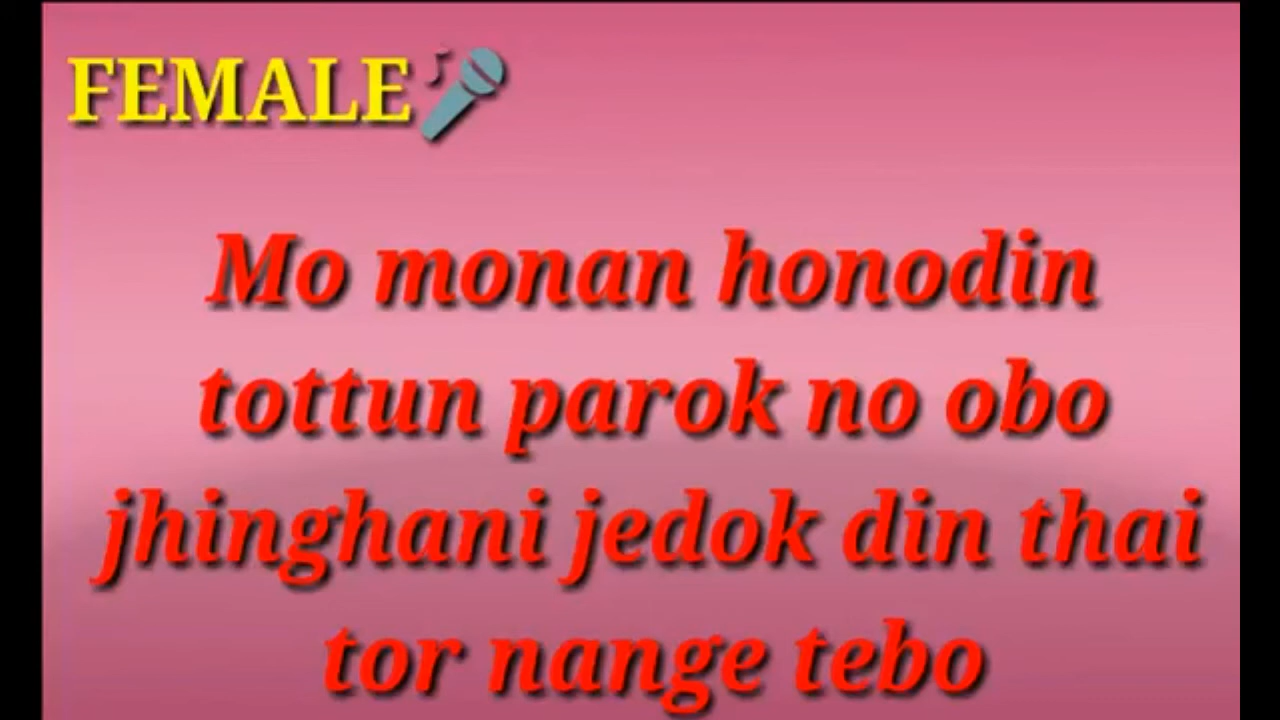 FEMALE
Mo monan honodin
tottun parok no obo
jhinghani jedok din thai
tor nange tebo